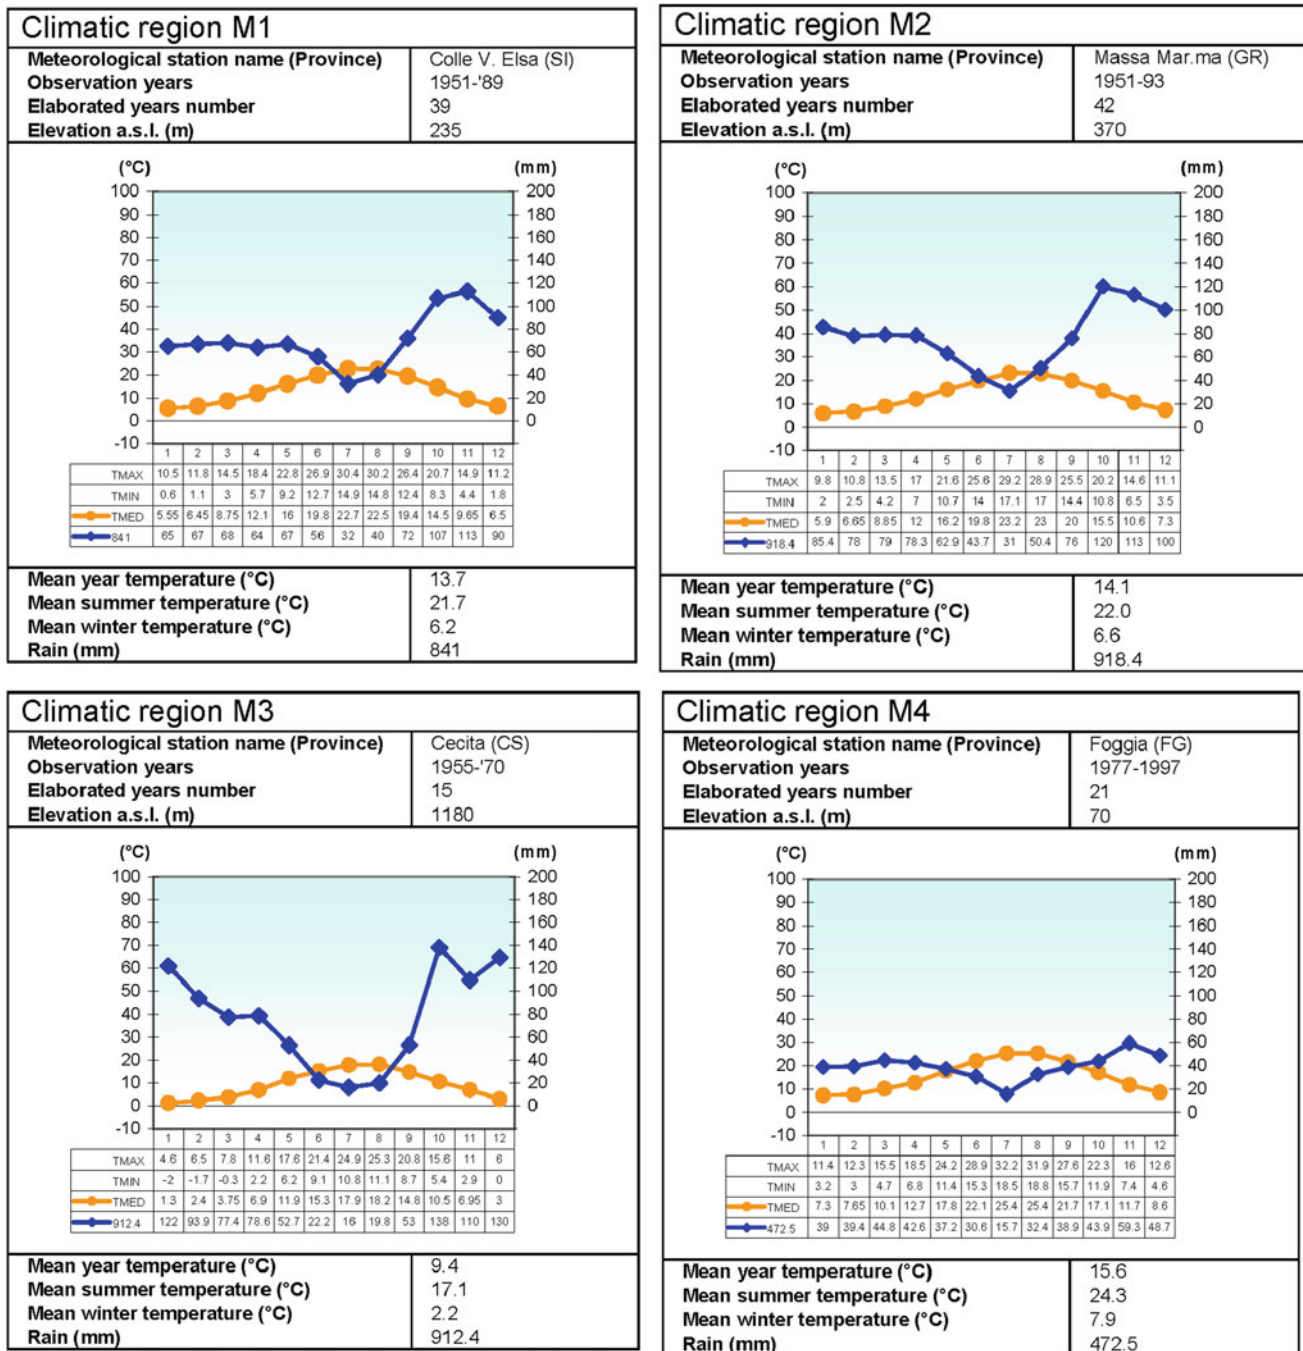 Climatic region M1
Meteorological station name (Province) Colle V. Elsa (SI)
Observation years 1951-'89
Elaborated years number 39
Elevation a.s.l. (m) 235
(°C) (mm)
100 200
90 180
80 160
70 140
60 120
50 100
40 80
30 60
20 40
10 20
0 0
-10
1 2 3 4 5 6 7 8 9 10 11 12
TMAX 10.5 11.8 14.5 18.4 22.8 26.9 30.4 30.2 26.4 20.7 14.9 11.2
TMIN 0.6 1.1 3 5.7 9.2 12.7 14.9 14.8 12.4 8.3 4.4 1.8
TMED 5.55 6.45 8.75 12.1 16 19.8 22.7 22.5 19.4 14.5 9.65 6.5
841 65 67 68 64 67 56 32 40 72 107 113 90
Mean year temperature (°C) 13.7
Mean summer temperature (°C) 21.7
Mean winter temperature (°C) 6.2
Rain (mm) 841
Climatic region M2
Meteorological station name (Province) Massa Mar.ma (GR)
Observation years 1951-93
Elaborated years number 42
Elevation a.s.l. (m) 370
(°C) (mm)
100 200
90 180
80 160
70 140
60 120
50 100
40 80
30 60
20 40
10 20
0 0
-10
1 2 3 4 5 6 7 8 9 10 11 12
TMAX 9.8 10.8 13.5 17 21.6 25.6 29.2 28.9 25.5 20.2 14.6 11.1
TMIN 2 2.5 4.2 7 10.7 14 17.1 17 14.4 10.8 6.5 3.5
TMED 5.9 6.65 8.85 12 16.2 19.8 23.2 23 20 15.5 10.6 7.3
918.4 85.4 78 79 78.3 62.9 43.7 31 50.4 76 120 113 100
Mean year temperature (°C) 14.1
Mean summer temperature (°C) 22.0
Mean winter temperature (°C) 6.6
Rain (mm) 918.4
Climatic region M3
Meteorological station name (Province) Cecita (CS)
Observation years 1955-'70
Elaborated years number 15
Elevation a.s.l. (m) 1180
(°C) (mm)
100 200
90 180
80 160
70 140
60 120
50 100
40 80
30 60
20 40
10 20
0 0
-10
1 2 3 4 5 6 7 8 9 10 11 12
TMAX 4.6 6.5 7.8 11.6 17.6 21.4 24.9 25.3 20.8 15.6 11 6
TMIN -2 -1.7 -0.3 2.2 6.2 9.1 10.8 11.1 8.7 5.4 2.9 0
TMED 1.3 2.4 3.75 6.9 11.9 15.3 17.9 18.2 14.8 10.5 6.95 3
912.4 122 93.9 77.4 78.6 52.7 22.2 16 19.8 53 138 110 130
Mean year temperature (°C) 9.4
Mean summer temperature (°C) 17.1
Mean winter temperature (°C) 2.2
Rain (mm) 912.4
Climatic region M4
Meteorological station name (Province) Foggia (FG)
Observation years 1977-1997
Elaborated years number 21
Elevation a.s.l. (m) 70
(°C) (mm)
100 200
90 180
80 160
70 140
60 120
50 100
40 80
30 60
20 40
10 20
0 0
-10
1 2 3 4 5 6 7 8 9 10 11 12
TMAX 11.4 12.3 15.5 18.5 24.2 28.9 32.2 31.9 27.6 22.3 16 12.6
TMIN 3.2 3 4.7 6.8 11.4 15.3 18.5 18.8 15.7 11.9 7.4 4.6
TMED 7.3 7.65 10.1 12.7 17.8 22.1 25.4 25.4 21.7 17.1 11.7 8.6
472.5 39 39.4 44.8 42.6 37.2 30.6 15.7 32.4 38.9 43.9 59.3 48.7
Mean year temperature (°C) 15.6
Mean summer temperature (°C) 24.3
Mean winter temperature (°C) 7.9
Rain (mm) 472.5